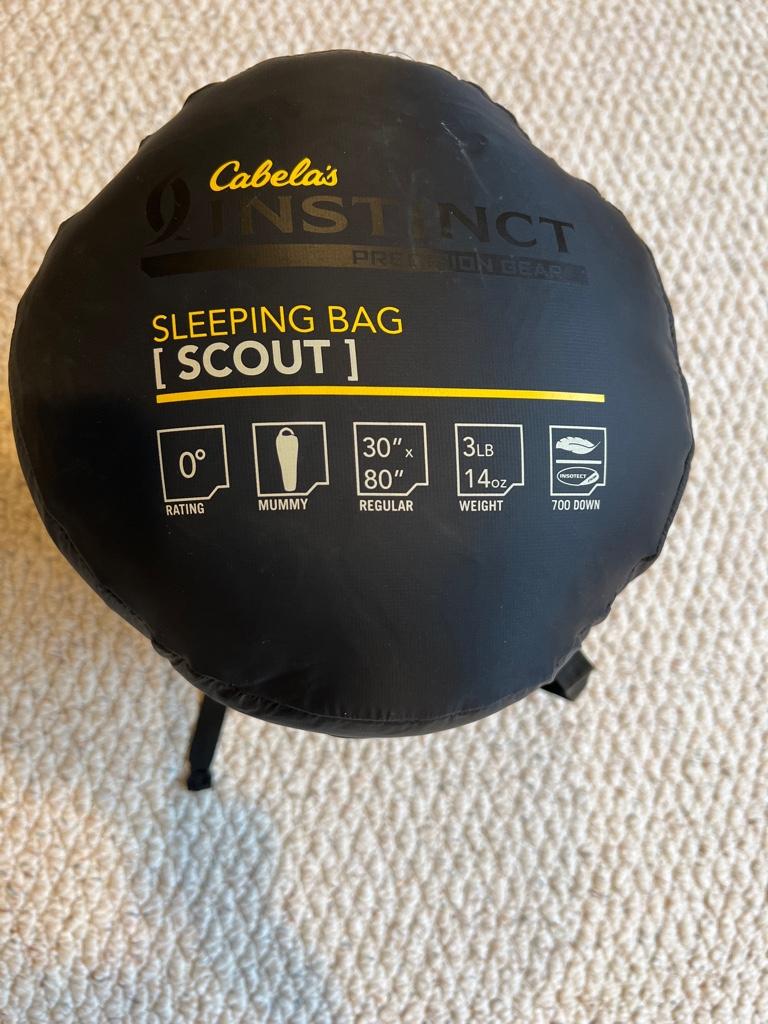 Cabela's
INSTINCT
PRECISION GEAR
SLEEPING BAG
[ SCOUT ]
0°
RATING
MUMMY
30" x
80"
REGULAR
3LB
14oz
WEIGHT
INSOTECT
700 DOWN